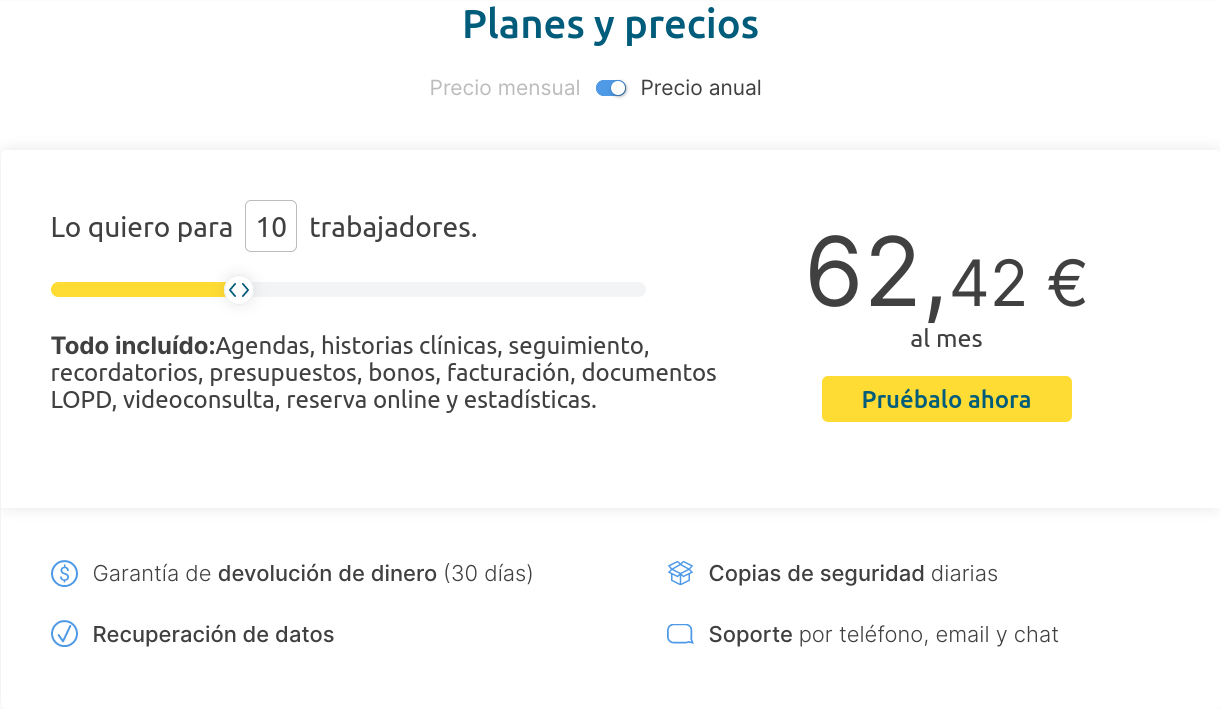 Planes y precios
Precio mensual Precio anual
Lo quiero para 10 trabajadores.
62,42 €
al mes
Todo incluído:Agendas, historias clínicas, seguimiento,
recordatorios, presupuestos, bonos, facturación, documentos
LOPD, videoconsulta, reserva online y estadísticas.
Pruébalo ahora
Garantía de devolución de dinero (30 días)
Copias de seguridad diarias
Recuperación de datos
Soporte por teléfono, email y chat